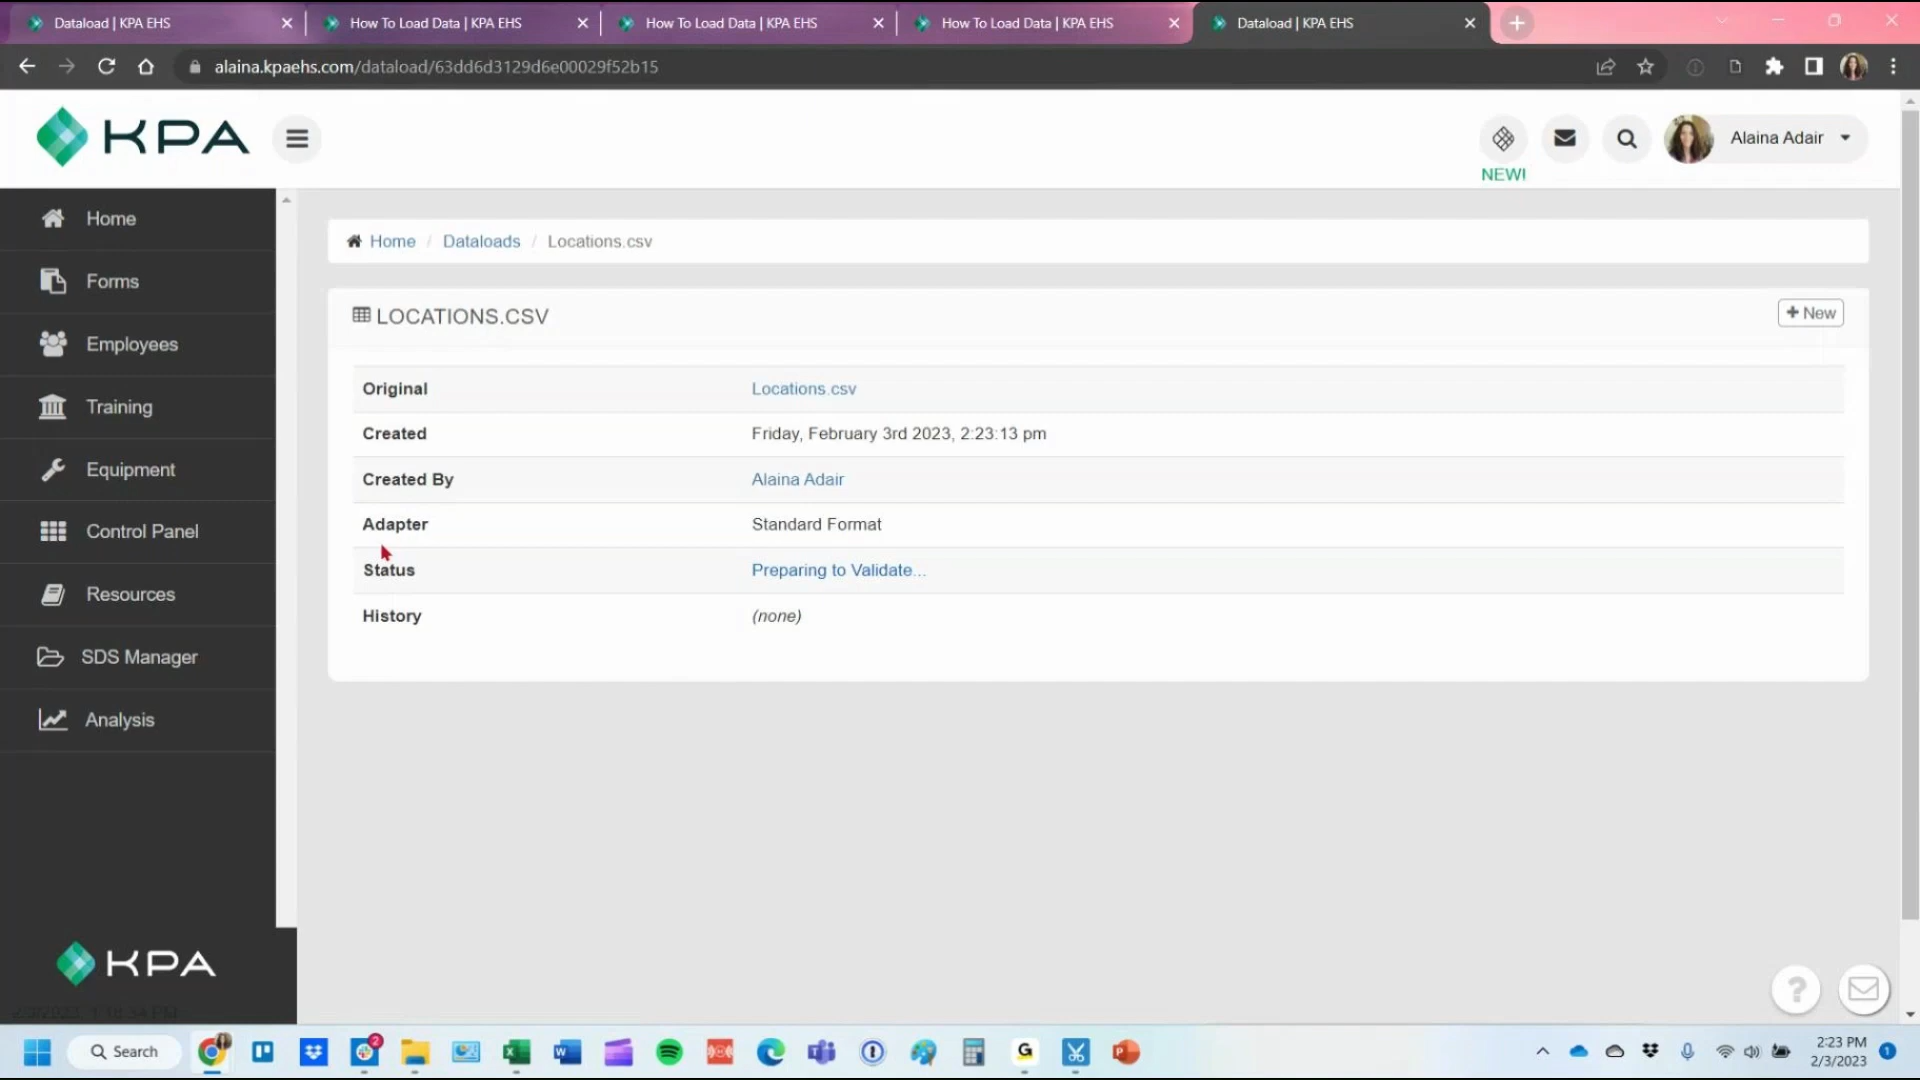 Dataload | KPA EHS
How To Load Data | KPA EHS
How To Load Data | KPA EHS
How To Load Data | KPA EHS
Dataload | KPA EHS
alaina.kpaehs.com/dataload/63dd6d3129d6e00029f52b15
KPA
NEW!
Alaina Adair
Home
Forms
Employees
Training
Equipment
Control Panel
Resources
SDS Manager
Analysis
KPA
Home / Dataloads / Locations.csv
LOCATIONS.CSV
+ New
Original Locations.csv
Created Friday, February 3rd 2023, 2:23:13 pm
Created By Alaina Adair
Adapter Standard Format
Status Preparing to Validate...
History (none)
?
Search
2
G
2:23 PM
2/3/2023
1